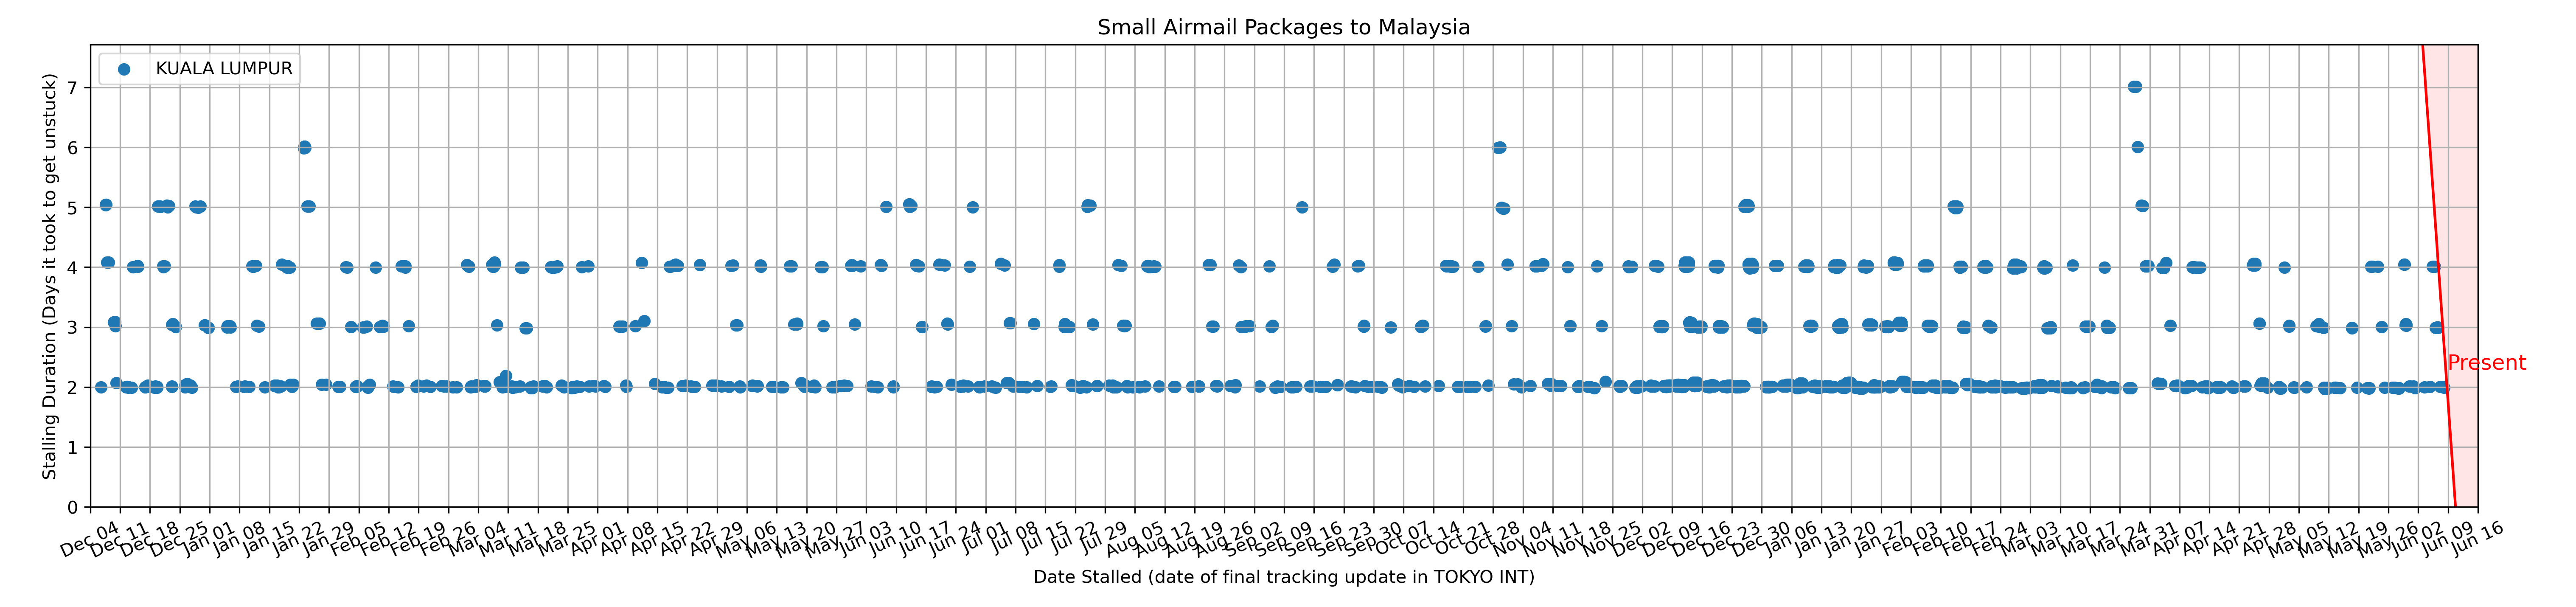 Small Airmail Packages to Malaysia
KUALA LUMPUR
Stalling Duration (Days it took to get unstuck)
7
6
5
4
3
2
1
0
Present
Dec 04
Dec 11
Dec 18
Dec 25
Jan 01
Jan 08
Jan 15
Jan 22
Jan 29
Feb 05
Feb 12
Feb 19
Feb 26
Mar 04
Mar 11
Mar 18
Mar 25
Apr 01
Apr 08
Apr 15
Apr 22
Apr 29
May 06
May 13
May 20
May 27
Jun 03
Jun 10
Jun 17
Jun 24
Jul 01
Jul 08
Jul 15
Jul 22
Jul 29
Aug 05
Aug 12
Aug 19
Aug 26
Sep 02
Sep 09
Sep 16
Sep 23
Sep 30
Oct 07
Oct 14
Oct 21
Oct 28
Nov 04
Nov 11
Nov 18
Nov 25
Dec 02
Dec 09
Dec 16
Dec 23
Dec 30
Jan 06
Jan 13
Jan 20
Jan 27
Feb 03
Feb 10
Feb 17
Feb 24
Mar 03
Mar 10
Mar 17
Mar 24
Mar 31
Apr 07
Apr 14
Apr 21
Apr 28
May 05
May 12
May 19
May 26
Jun 02
Jun 09
Jun 16
Date Stalled (date of final tracking update in TOKYO INT)